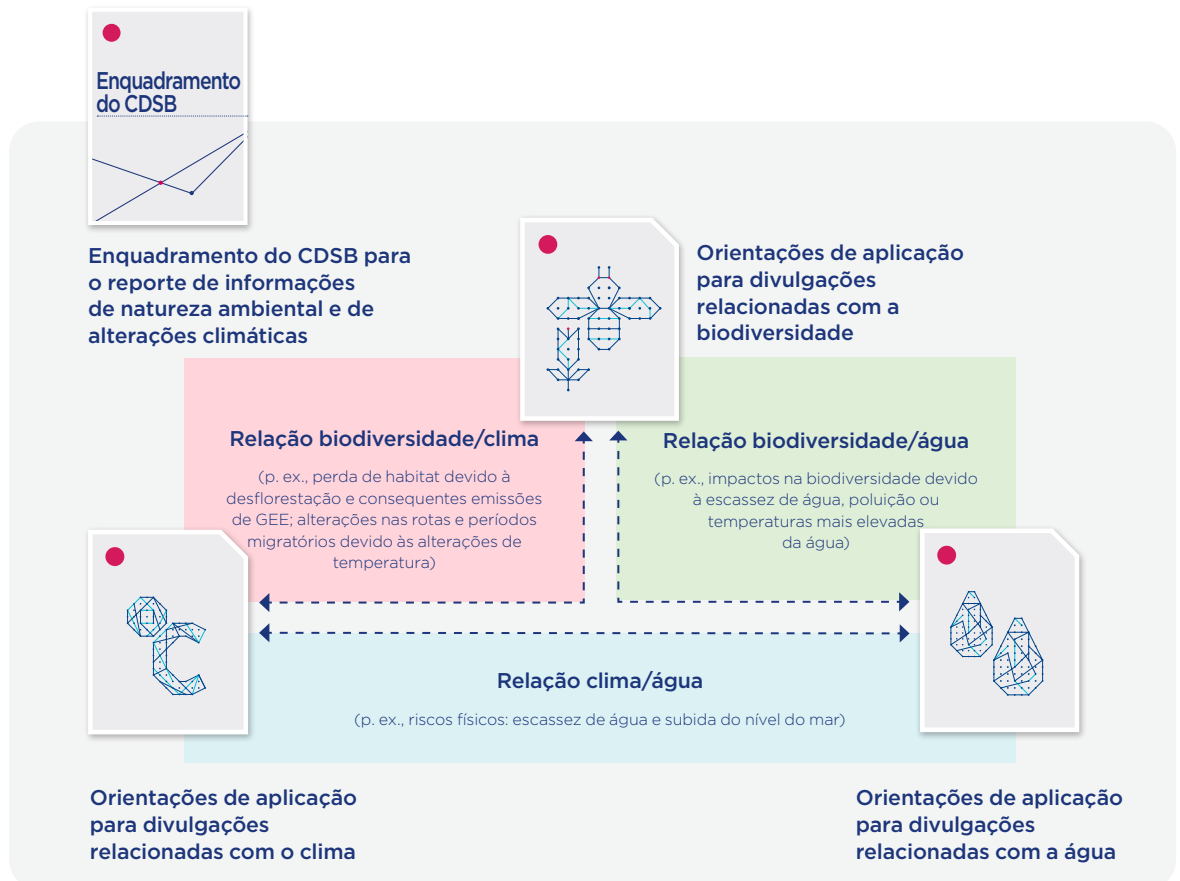 Enquadramento
do CDSB
Enquadramento do CDSB para
o reporte de informações
de natureza ambiental e de
alterações climáticas
Orientações de aplicação
para divulgações
relacionadas com a
biodiversidade
Relação biodiversidade/clima
(p. ex., perda de habitat devido à
desflorestação e consequentes emissões
de GEE; alterações nas rotas e períodos
migratórios devido às alterações de
temperatura)
Relação biodiversidade/água
(p. ex., impactos na biodiversidade devido
à escassez de água, poluição ou
temperaturas mais elevadas
da água)
Relação clima/água
(p. ex., riscos físicos: escassez de água e subida do nível do mar)
Orientações de aplicação
para divulgações
relacionadas com o clima
Orientações de aplicação
para divulgações
relacionadas com a água